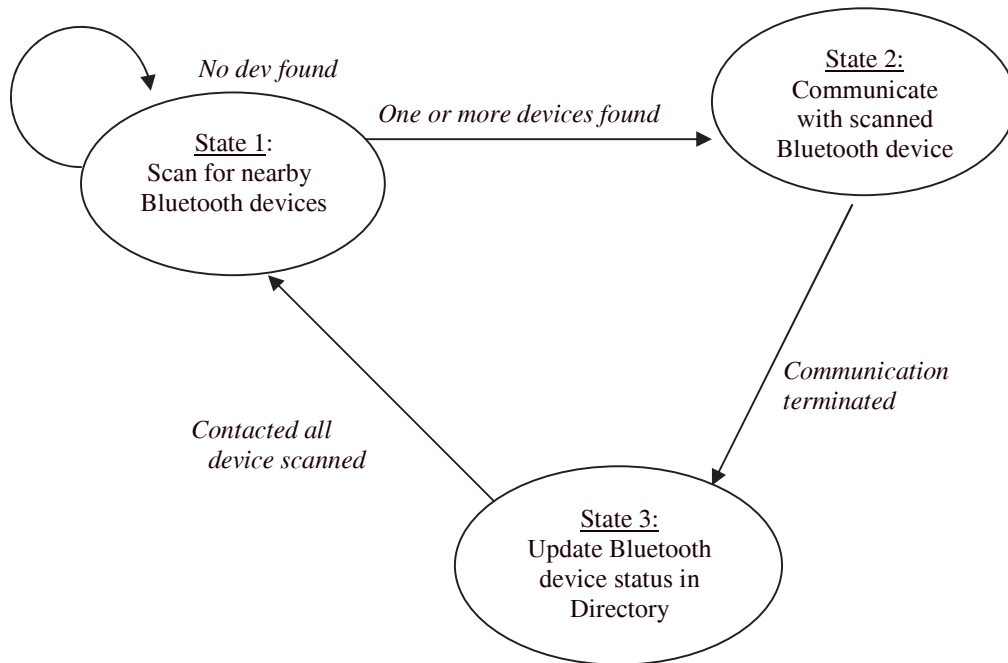 No dev found
State 1:
Scan for nearby
Bluetooth devices
One or more devices found
State 2:
Communicate
with scanned
Bluetooth device
Communication
terminated
Contacted all
device scanned
State 3:
Update Bluetooth
device status in
Directory